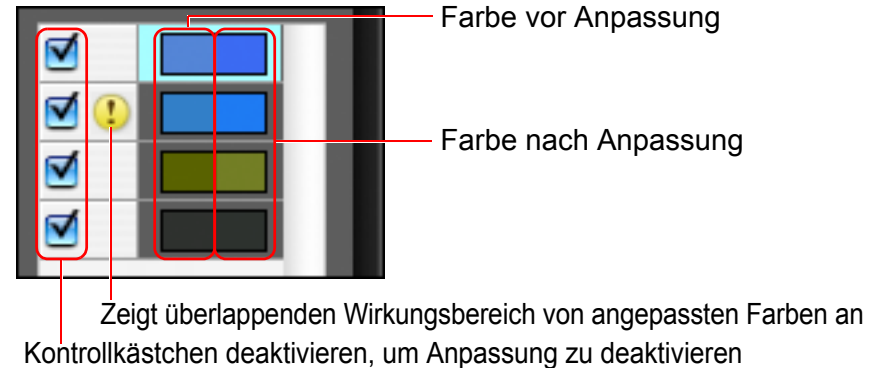 Farbe vor Anpassung
Farbe nach Anpassung
Zeigt überlappenden Wirkungsbereich von angepassten Farben an
Kontrollkästchen deaktivieren, um Anpassung zu deaktivieren